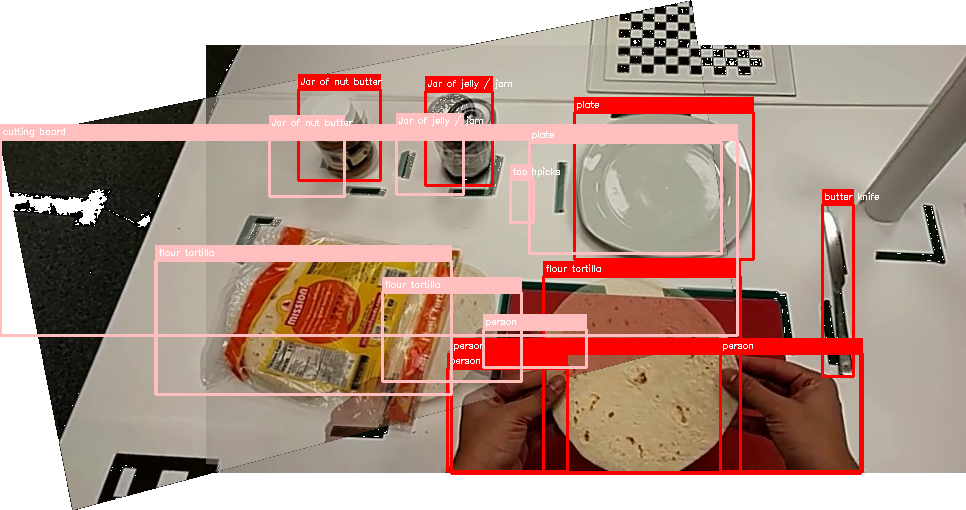 Jar of nut butter
Jar of jelly / jam
plate
Jar of nut butter
Jar of jelly / jam
cutting board
plate
toothpicks
butter knife
flour tortilla
flour tortilla
flour tortilla
MISSION
person
person
person
person